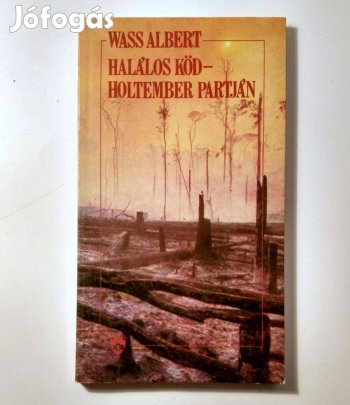 Jófogás
WASS ALBERT
HALÁLOS KÖD–
HOLTEMBER PARTJÁN